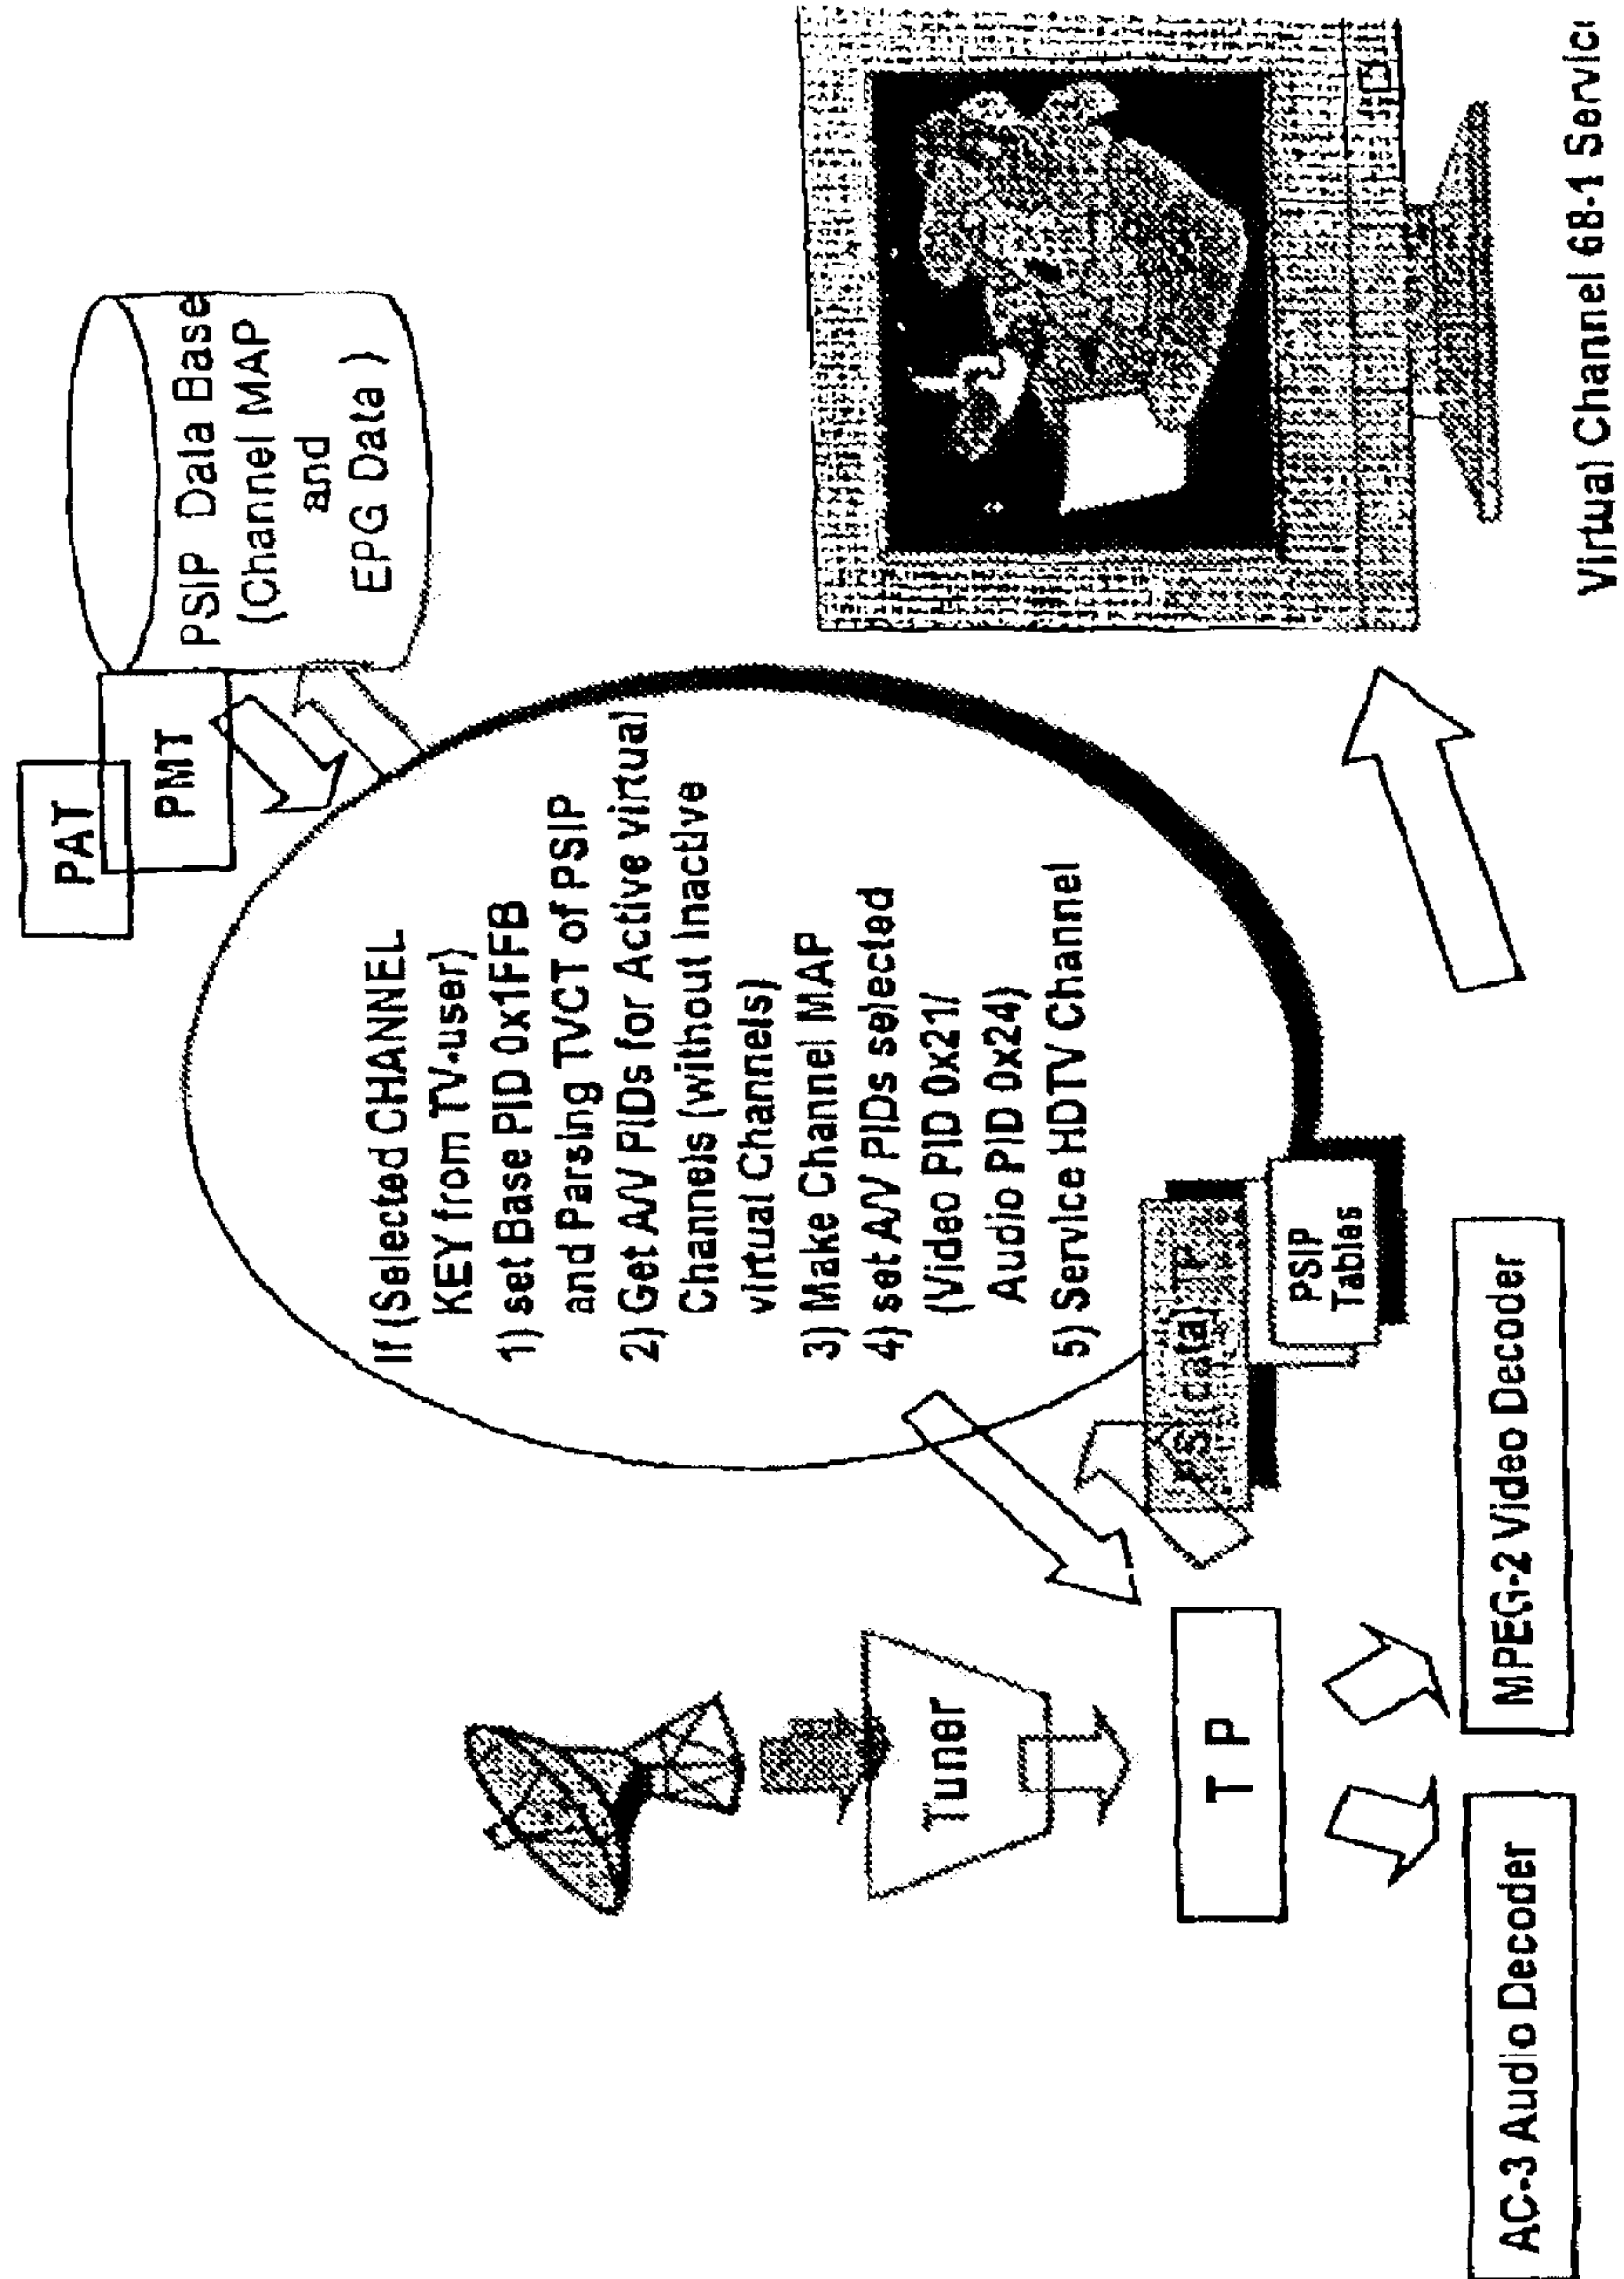 PAT
PMT
PSIP Data Base
(Channel MAP
and
EPG Data )
If (Selected CHANNEL
KEY from TV-user)
1) set Base PID 0x1FFB
and Parsing TVCT of PSIP
2) Get A/V PIDs for Active virtual
Channels (without Inactive
virtual Channels)
3) Make Channel MAP
4) set A/V PIDs selected
(Video PID 0x21/
Audio PID 0x24)
5) Service HDTV Channel
PSIP
Tables
Tuner
T P
MPEG-2 Video Decoder
AC-3 Audio Decoder
Virtual Channel 68-1